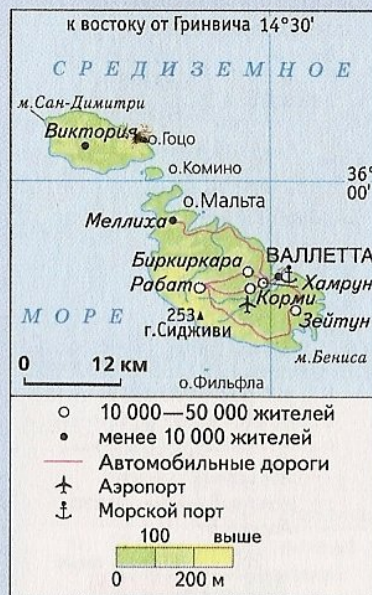 к востоку от Гринвича 14°30'
СРЕДИЗЕМНОЕ
м.Сан-Димитри
Виктория
о.Гоцо
о.Комино
36°
00'
о.Мальта
Меллиха
ВАЛЛЕТТА
Биркиркара
Хамрун
Рабат
Корми
МОРЕ
253
Зейтун
г.Сидживи
м.Бениса
0 12 км
о.Фильфла
10 000—50 000 жителей
менее 10 000 жителей
Автомобильные дороги
Аэропорт
Морской порт
100 выше
0 200 м